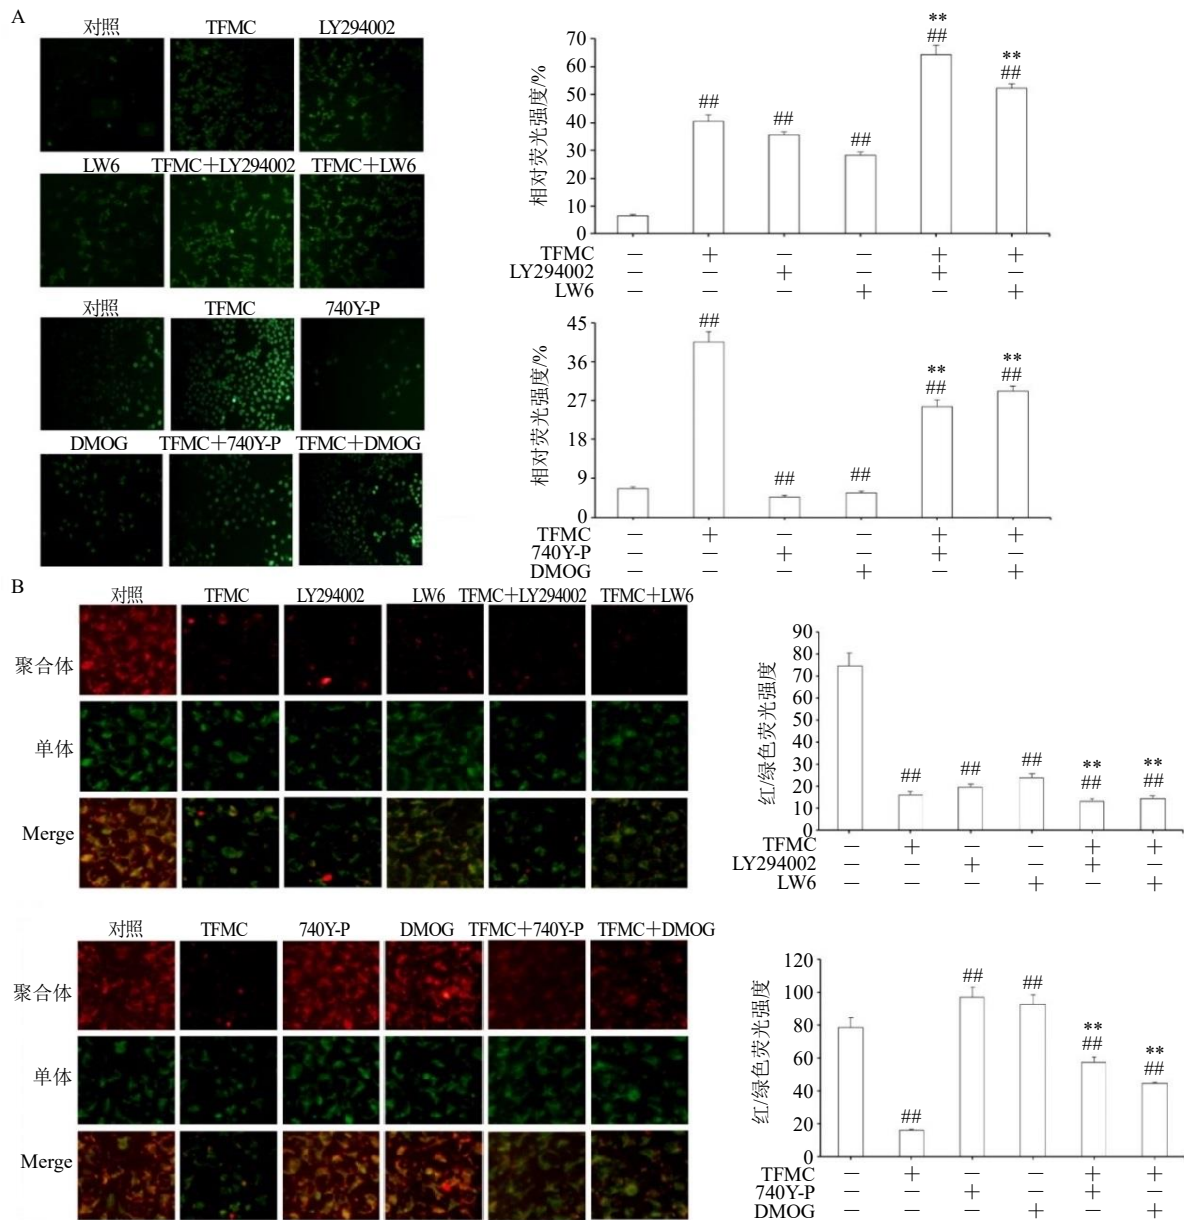 A
对照 TFMC LY294002
LW6 TFMC+LY294002 TFMC+LW6
对照 TFMC 740Y-P
DMOG TFMC+740Y-P TFMC+DMOG
相对荧光强度/%
70
60
50
40
30
20
10
0
## ## ## ** ## ** ##
TFMC － + － － + +
LY294002 － － + － + －
LW6 － － － + － +
相对荧光强度/%
45
36
27
18
9
0
## ## ## ** ## ** ##
TFMC － + － － + +
740Y-P － － + － + －
DMOG － － － + － +
B
对照 TFMC LY294002 LW6 TFMC+LY294002 TFMC+LW6
聚合体
单体
Merge
红/绿色荧光强度
90
80
70
60
50
40
30
20
10
0
## ## ## ** ## ** ##
TFMC － + － － + +
LY294002 － － + － + －
LW6 － － － + － +
对照 TFMC 740Y-P DMOG TFMC+740Y-P TFMC+DMOG
聚合体
单体
Merge
红/绿色荧光强度
120
100
80
60
40
20
0
## ## ## ** ## ** ##
TFMC － + － － + +
740Y-P － － + － + －
DMOG － － － + － +